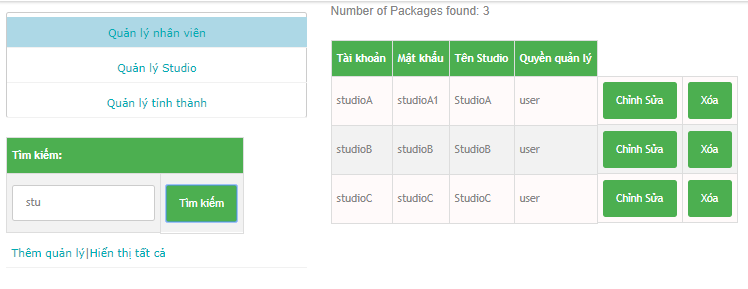 Quản lý nhân viên
Quản lý Studio
Quản lý tỉnh thành
Tìm kiếm:
stu Tìm kiếm
Thêm quản lý|Hiển thị tất cả
Number of Packages found: 3
Tài khoản Mật khẩu Tên Studio Quyền quản lý
studioA studioA1 StudioA user Chỉnh Sửa Xóa
studioB studioB StudioB user Chỉnh Sửa Xóa
studioC studioC StudioC user Chỉnh Sửa Xóa